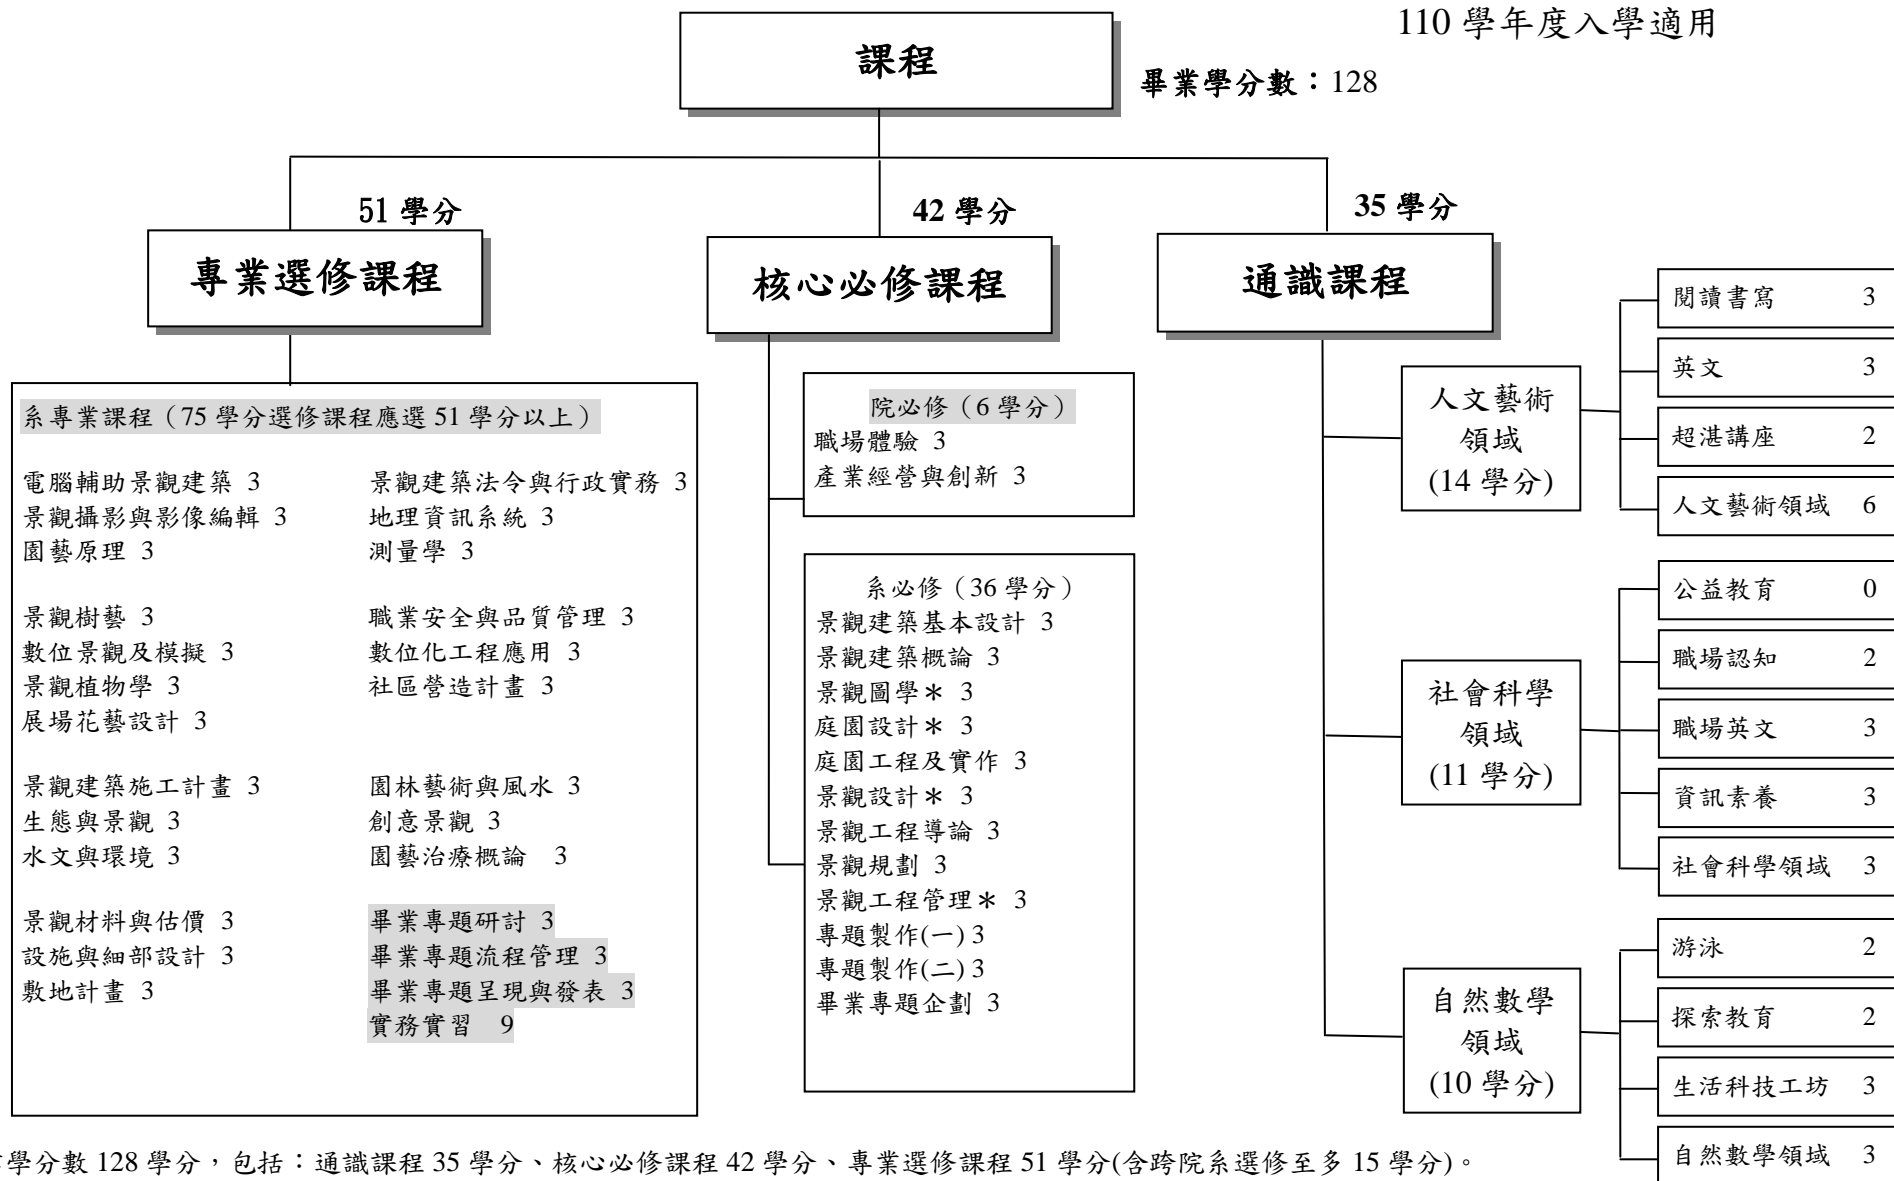 110 學年度入學適用
課程
畢業學分數：128
51 學分
42 學分
35 學分
專業選修課程
核心必修課程
通識課程
系專業課程（75 學分選修課程應選 51 學分以上）
電腦輔助景觀建築 3
景觀建築法令與行政實務 3
景觀攝影與影像編輯 3
地理資訊系統 3
園藝原理 3
測量學 3
景觀樹藝 3
職業安全與品質管理 3
數位景觀及模擬 3
數位化工程應用 3
景觀植物學 3
社區營造計畫 3
展場花藝設計 3
景觀建築施工計畫 3
園林藝術與風水 3
生態與景觀 3
創意景觀 3
水文與環境 3
園藝治療概論 3
景觀材料與估價 3
畢業專題研討 3
設施與細部設計 3
畢業專題流程管理 3
敷地計畫 3
畢業專題呈現與發表 3
實務實習 9
院必修（6 學分）
職場體驗 3
產業經營與創新 3
系必修（36 學分）
景觀建築基本設計 3
景觀建築概論 3
景觀圖學＊ 3
庭園設計＊ 3
庭園工程及實作 3
景觀設計＊ 3
景觀工程導論 3
景觀規劃 3
景觀工程管理＊ 3
專題製作(一) 3
專題製作(二) 3
畢業專題企劃 3
人文藝術
領域
(14 學分)
閱讀書寫 3
英文 3
超湛講座 2
人文藝術領域 6
社會科學
領域
(11 學分)
公益教育 0
職場認知 2
職場英文 3
資訊素養 3
社會科學領域 3
自然數學
領域
(10 學分)
游泳 2
探索教育 2
生活科技工坊 3
自然數學領域 3
學分數 128 學分，包括：通識課程 35 學分、核心必修課程 42 學分、專業選修課程 51 學分(含跨院系選修至多 15 學分)。